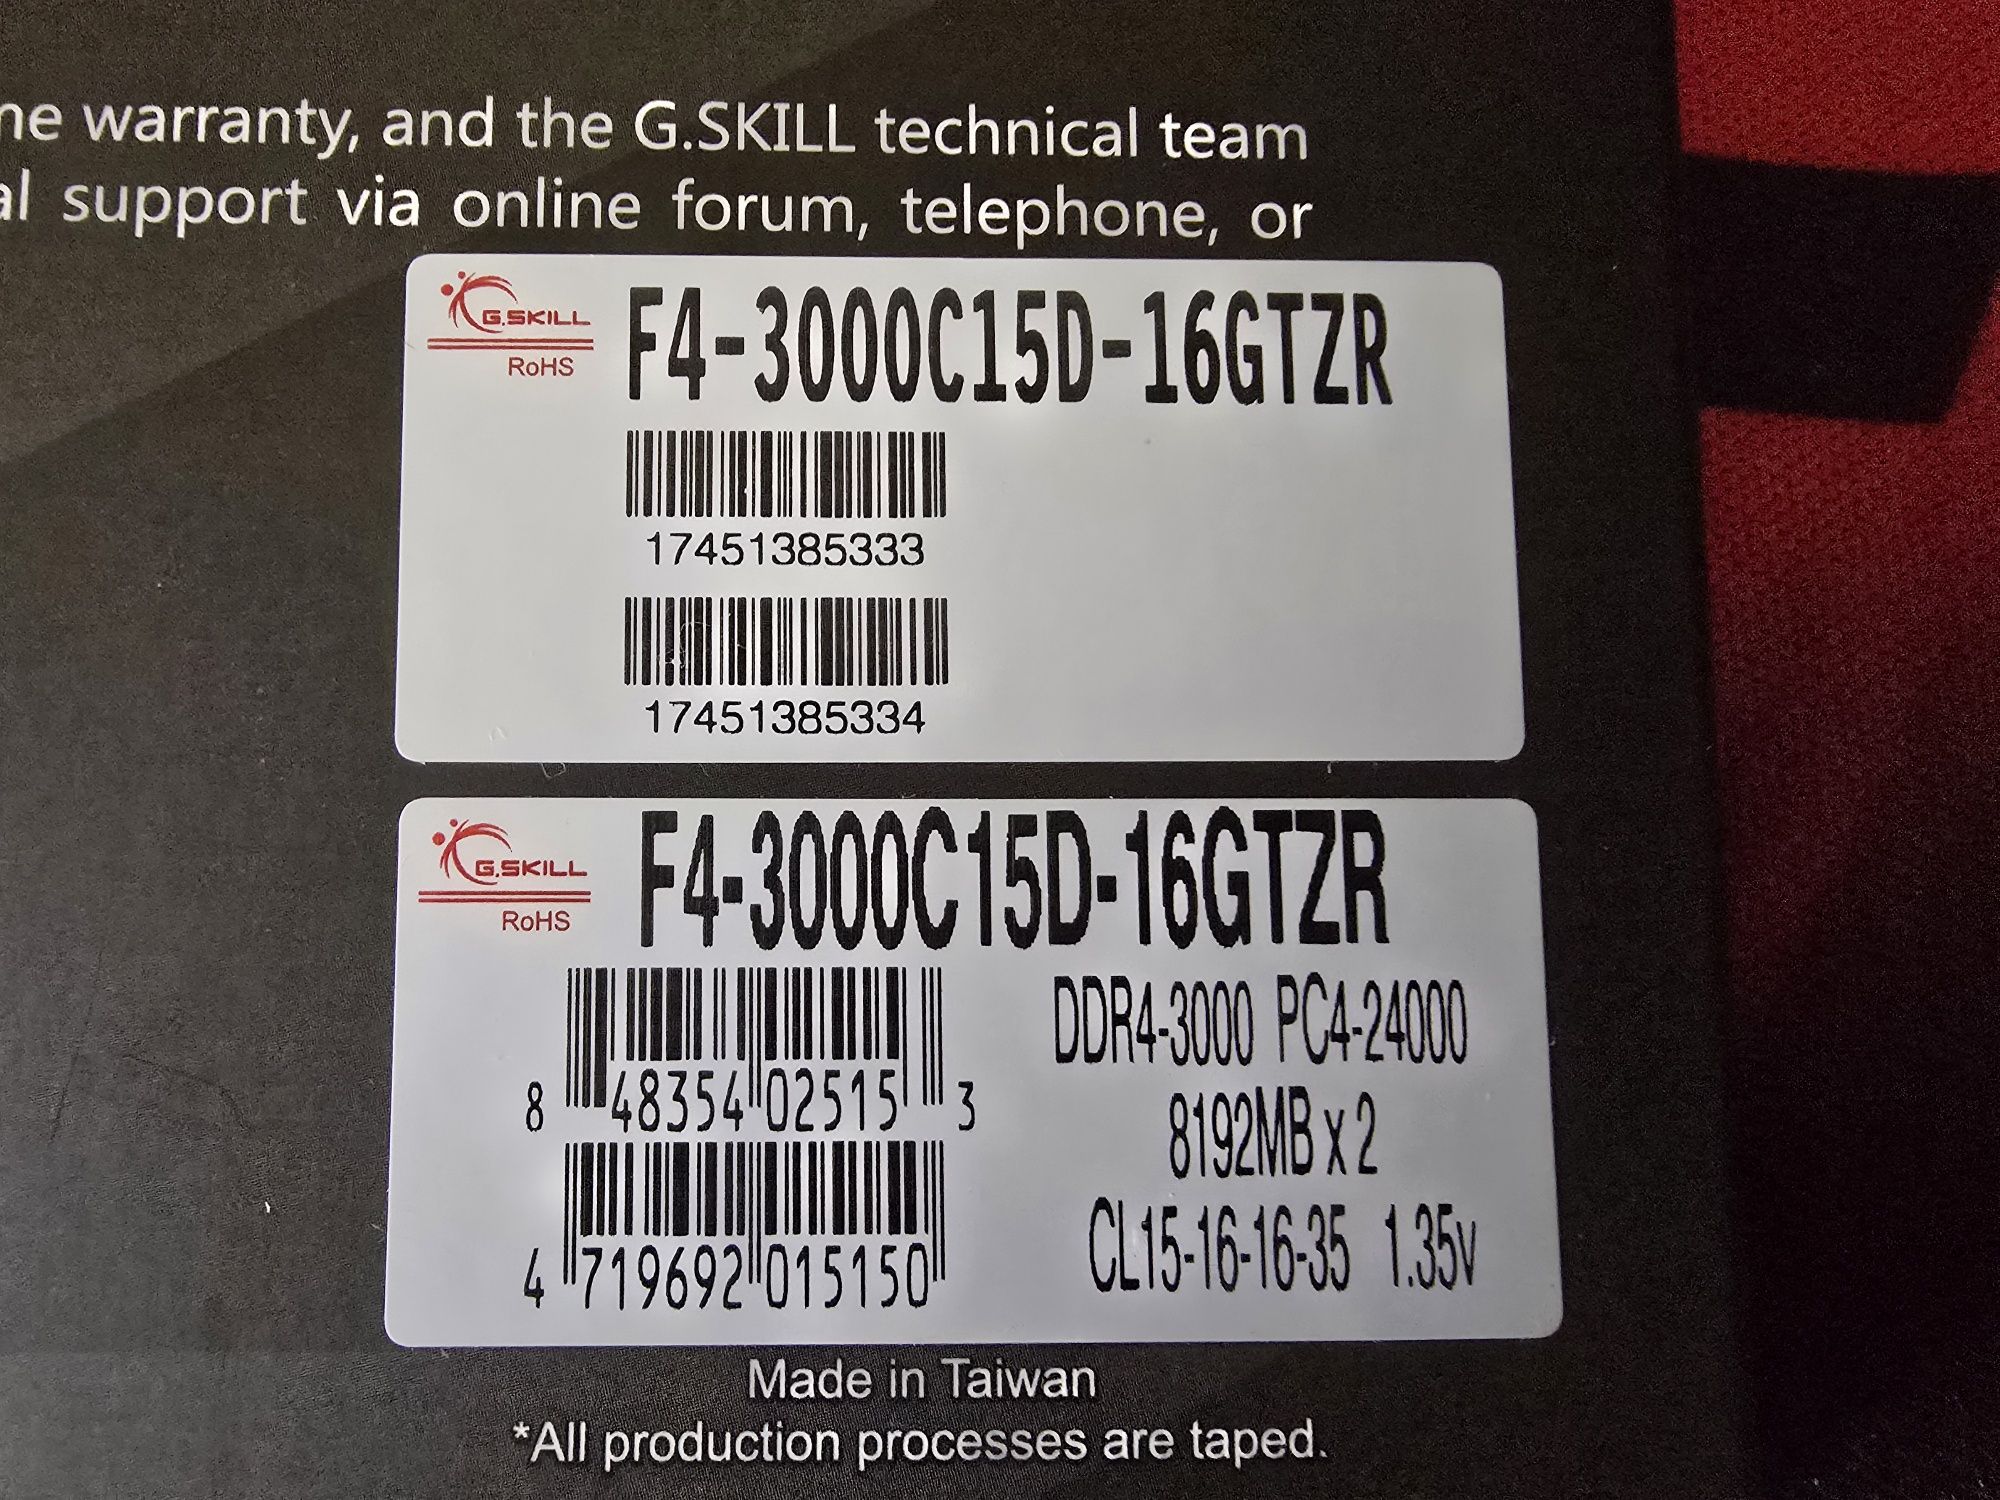 ne warranty, and the G.SKILL technical team
al support via online forum, telephone, or
G.SKILL
RoHS
F4-3000C15D-16GTZR
17451385333
17451385334
G.SKILL
RoHS
F4-3000C15D-16GTZR
8 48354 02515 3
4 719692 015150
DDR4-3000 PC4-24000
8192MB x 2
CL15-16-16-35 1.35v
Made in Taiwan
*All production processes are taped.